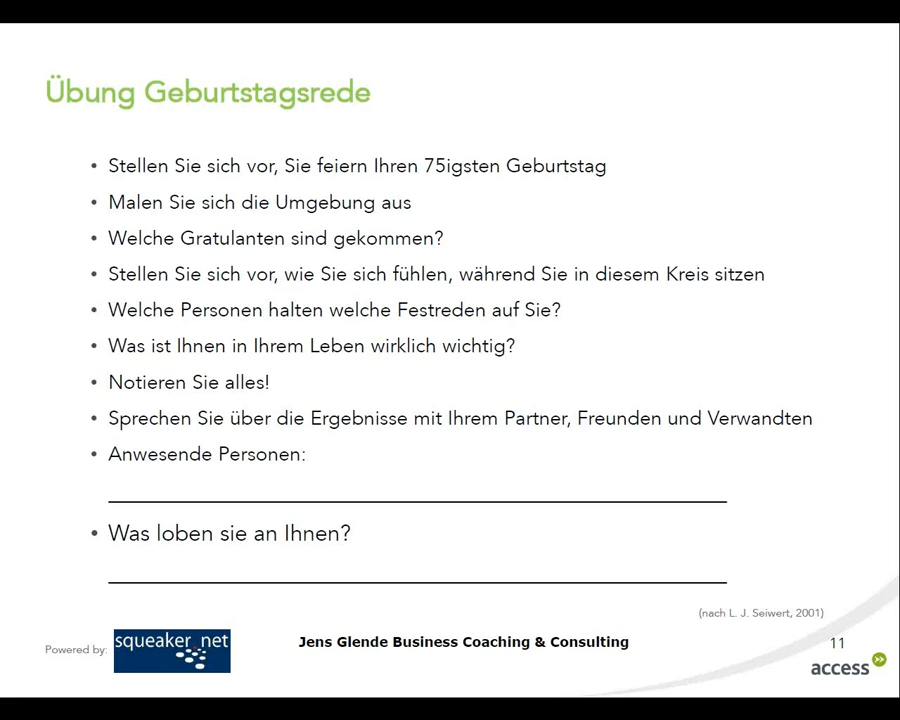 Übung Geburtstagsrede
• Stellen Sie sich vor, Sie feiern Ihren 75igsten Geburtstag
• Malen Sie sich die Umgebung aus
• Welche Gratulanten sind gekommen?
• Stellen Sie sich vor, wie Sie sich fühlen, während Sie in diesem Kreis sitzen
• Welche Personen halten welche Festreden auf Sie?
• Was ist Ihnen in Ihrem Leben wirklich wichtig?
• Notieren Sie alles!
• Sprechen Sie über die Ergebnisse mit Ihrem Partner, Freunden und Verwandten
• Anwesende Personen:
• Was loben sie an Ihnen?
(nach L. J. Seiwert, 2001)
Powered by:
squeaker.net
Jens Glende Business Coaching & Consulting
11
access